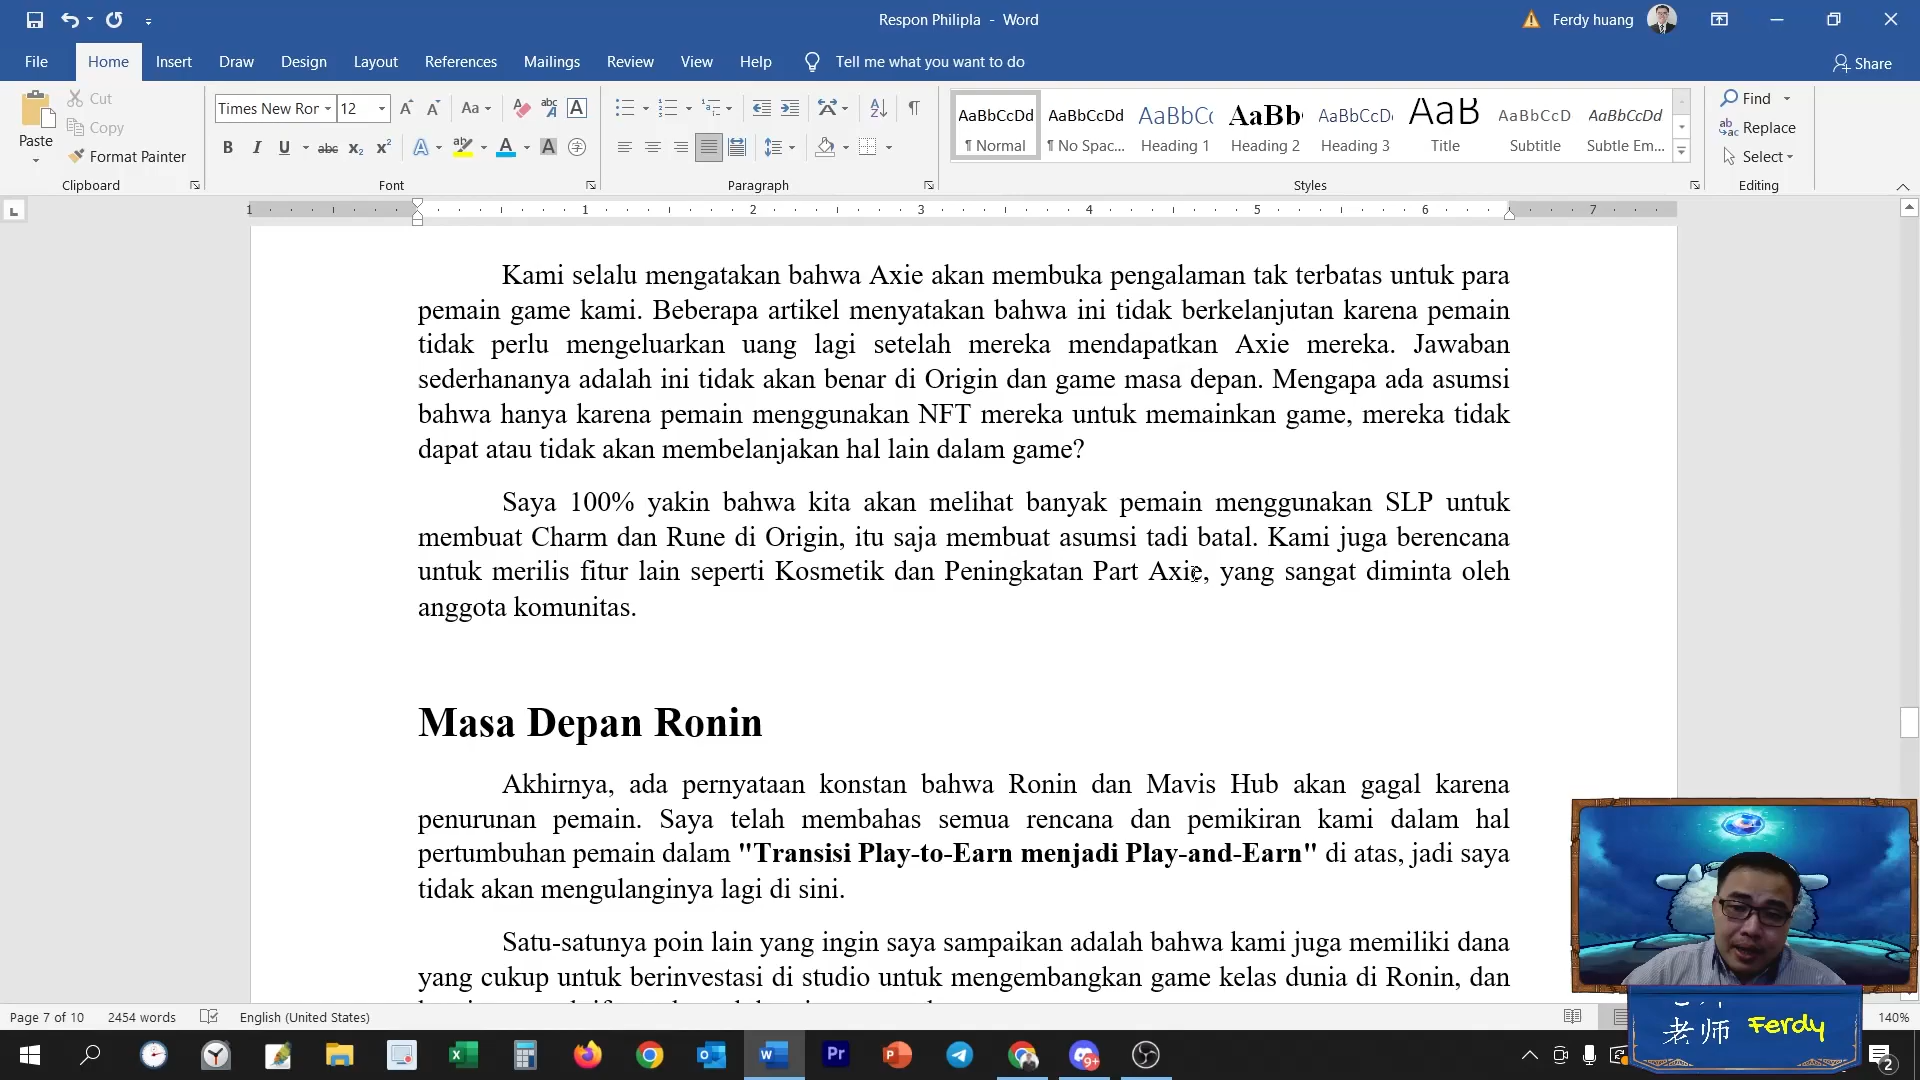 Respon Philipla - Word
Ferdy huang
File Home Insert Draw Design Layout References Mailings Review View Help Tell me what you want to do
Share
Paste
Cut
Copy
Format Painter
Clipboard
Times New Ror 12
Font
Paragraph
AaBbCcDd AaBbCcDd AaBbCc AaBb AaBbCcD AaB AaBbCcD AaBbCcDd
¶ Normal ¶ No Spac... Heading 1 Heading 2 Heading 3 Title Subtitle Subtle Em...
Styles
Find
Replace
Select
Editing
1 1 2 3 4 5 6 7
Kami selalu mengatakan bahwa Axie akan membuka pengalaman tak terbatas untuk para
pemain game kami. Beberapa artikel menyatakan bahwa ini tidak berkelanjutan karena pemain
tidak perlu mengeluarkan uang lagi setelah mereka mendapatkan Axie mereka. Jawaban
sederhananya adalah ini tidak akan benar di Origin dan game masa depan. Mengapa ada asumsi
bahwa hanya karena pemain menggunakan NFT mereka untuk memainkan game, mereka tidak
dapat atau tidak akan membelanjakan hal lain dalam game?
Saya 100% yakin bahwa kita akan melihat banyak pemain menggunakan SLP untuk
membuat Charm dan Rune di Origin, itu saja membuat asumsi tadi batal. Kami juga berencana
untuk merilis fitur lain seperti Kosmetik dan Peningkatan Part Axie, yang sangat diminta oleh
anggota komunitas.
Masa Depan Ronin
Akhirnya, ada pernyataan konstan bahwa Ronin dan Mavis Hub akan gagal karena
penurunan pemain. Saya telah membahas semua rencana dan pemikiran kami dalam hal
pertumbuhan pemain dalam "Transisi Play-to-Earn menjadi Play-and-Earn" di atas, jadi saya
tidak akan mengulanginya lagi di sini.
Satu-satunya poin lain yang ingin saya sampaikan adalah bahwa kami juga memiliki dana
yang cukup untuk berinvestasi di studio untuk mengembangkan game kelas dunia di Ronin, dan
老师 Ferdy
Page 7 of 10 2454 words English (United States) 140%
9+
2